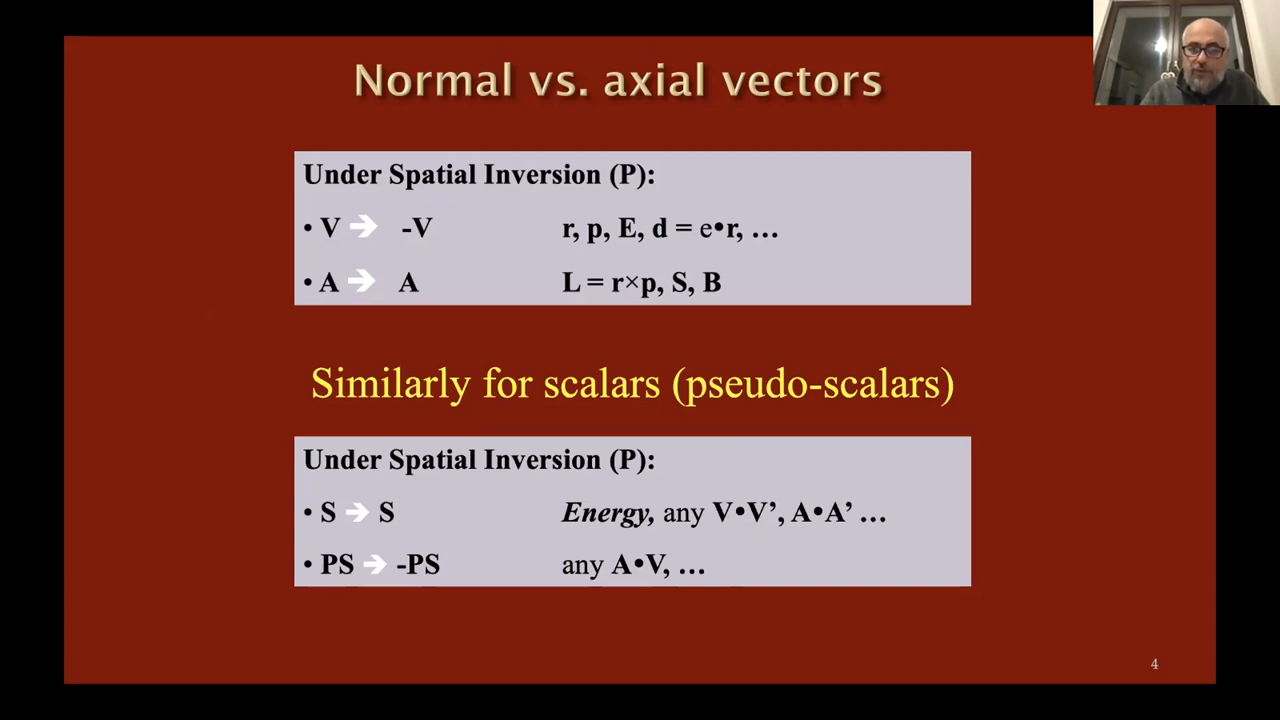 Normal vs. axial vectors
Under Spatial Inversion (P):
• V ➔ -V r, p, E, d = e•r, …
• A ➔ A L = r×p, S, B
Similarly for scalars (pseudo-scalars)
Under Spatial Inversion (P):
• S ➔ S Energy, any V•V’, A•A’ …
• PS ➔ -PS any A•V, …
4